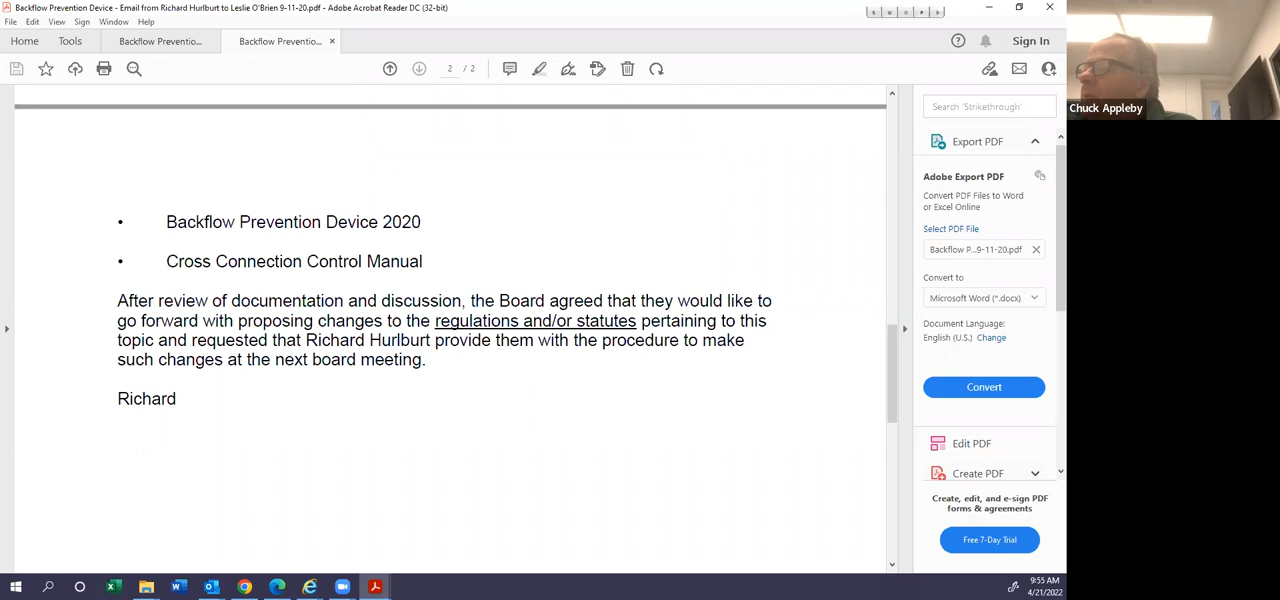 Backflow Prevention Device - Email from Richard Hurlburt to Leslie O'Brien 9-11-20.pdf - Adobe Acrobat Reader DC (32-bit)
File Edit View Sign Window Help
Home Tools Backflow Preventio... Backflow Preventio... × Sign In
2 / 2
Search 'Strikethrough'
Export PDF
Adobe Export PDF
Convert PDF Files to Word
or Excel Online
Select PDF File
Backflow P...9-11-20.pdf
Convert to
Microsoft Word (*.docx)
Document Language:
English (U.S.) Change
Convert
Edit PDF
Create PDF
Create, edit, and e-sign PDF
forms & agreements
Free 7-Day Trial
• Backflow Prevention Device 2020
• Cross Connection Control Manual
After review of documentation and discussion, the Board agreed that they would like to
go forward with proposing changes to the regulations and/or statutes pertaining to this
topic and requested that Richard Hurlburt provide them with the procedure to make
such changes at the next board meeting.
Richard
Chuck Appleby
9:55 AM
4/21/2022